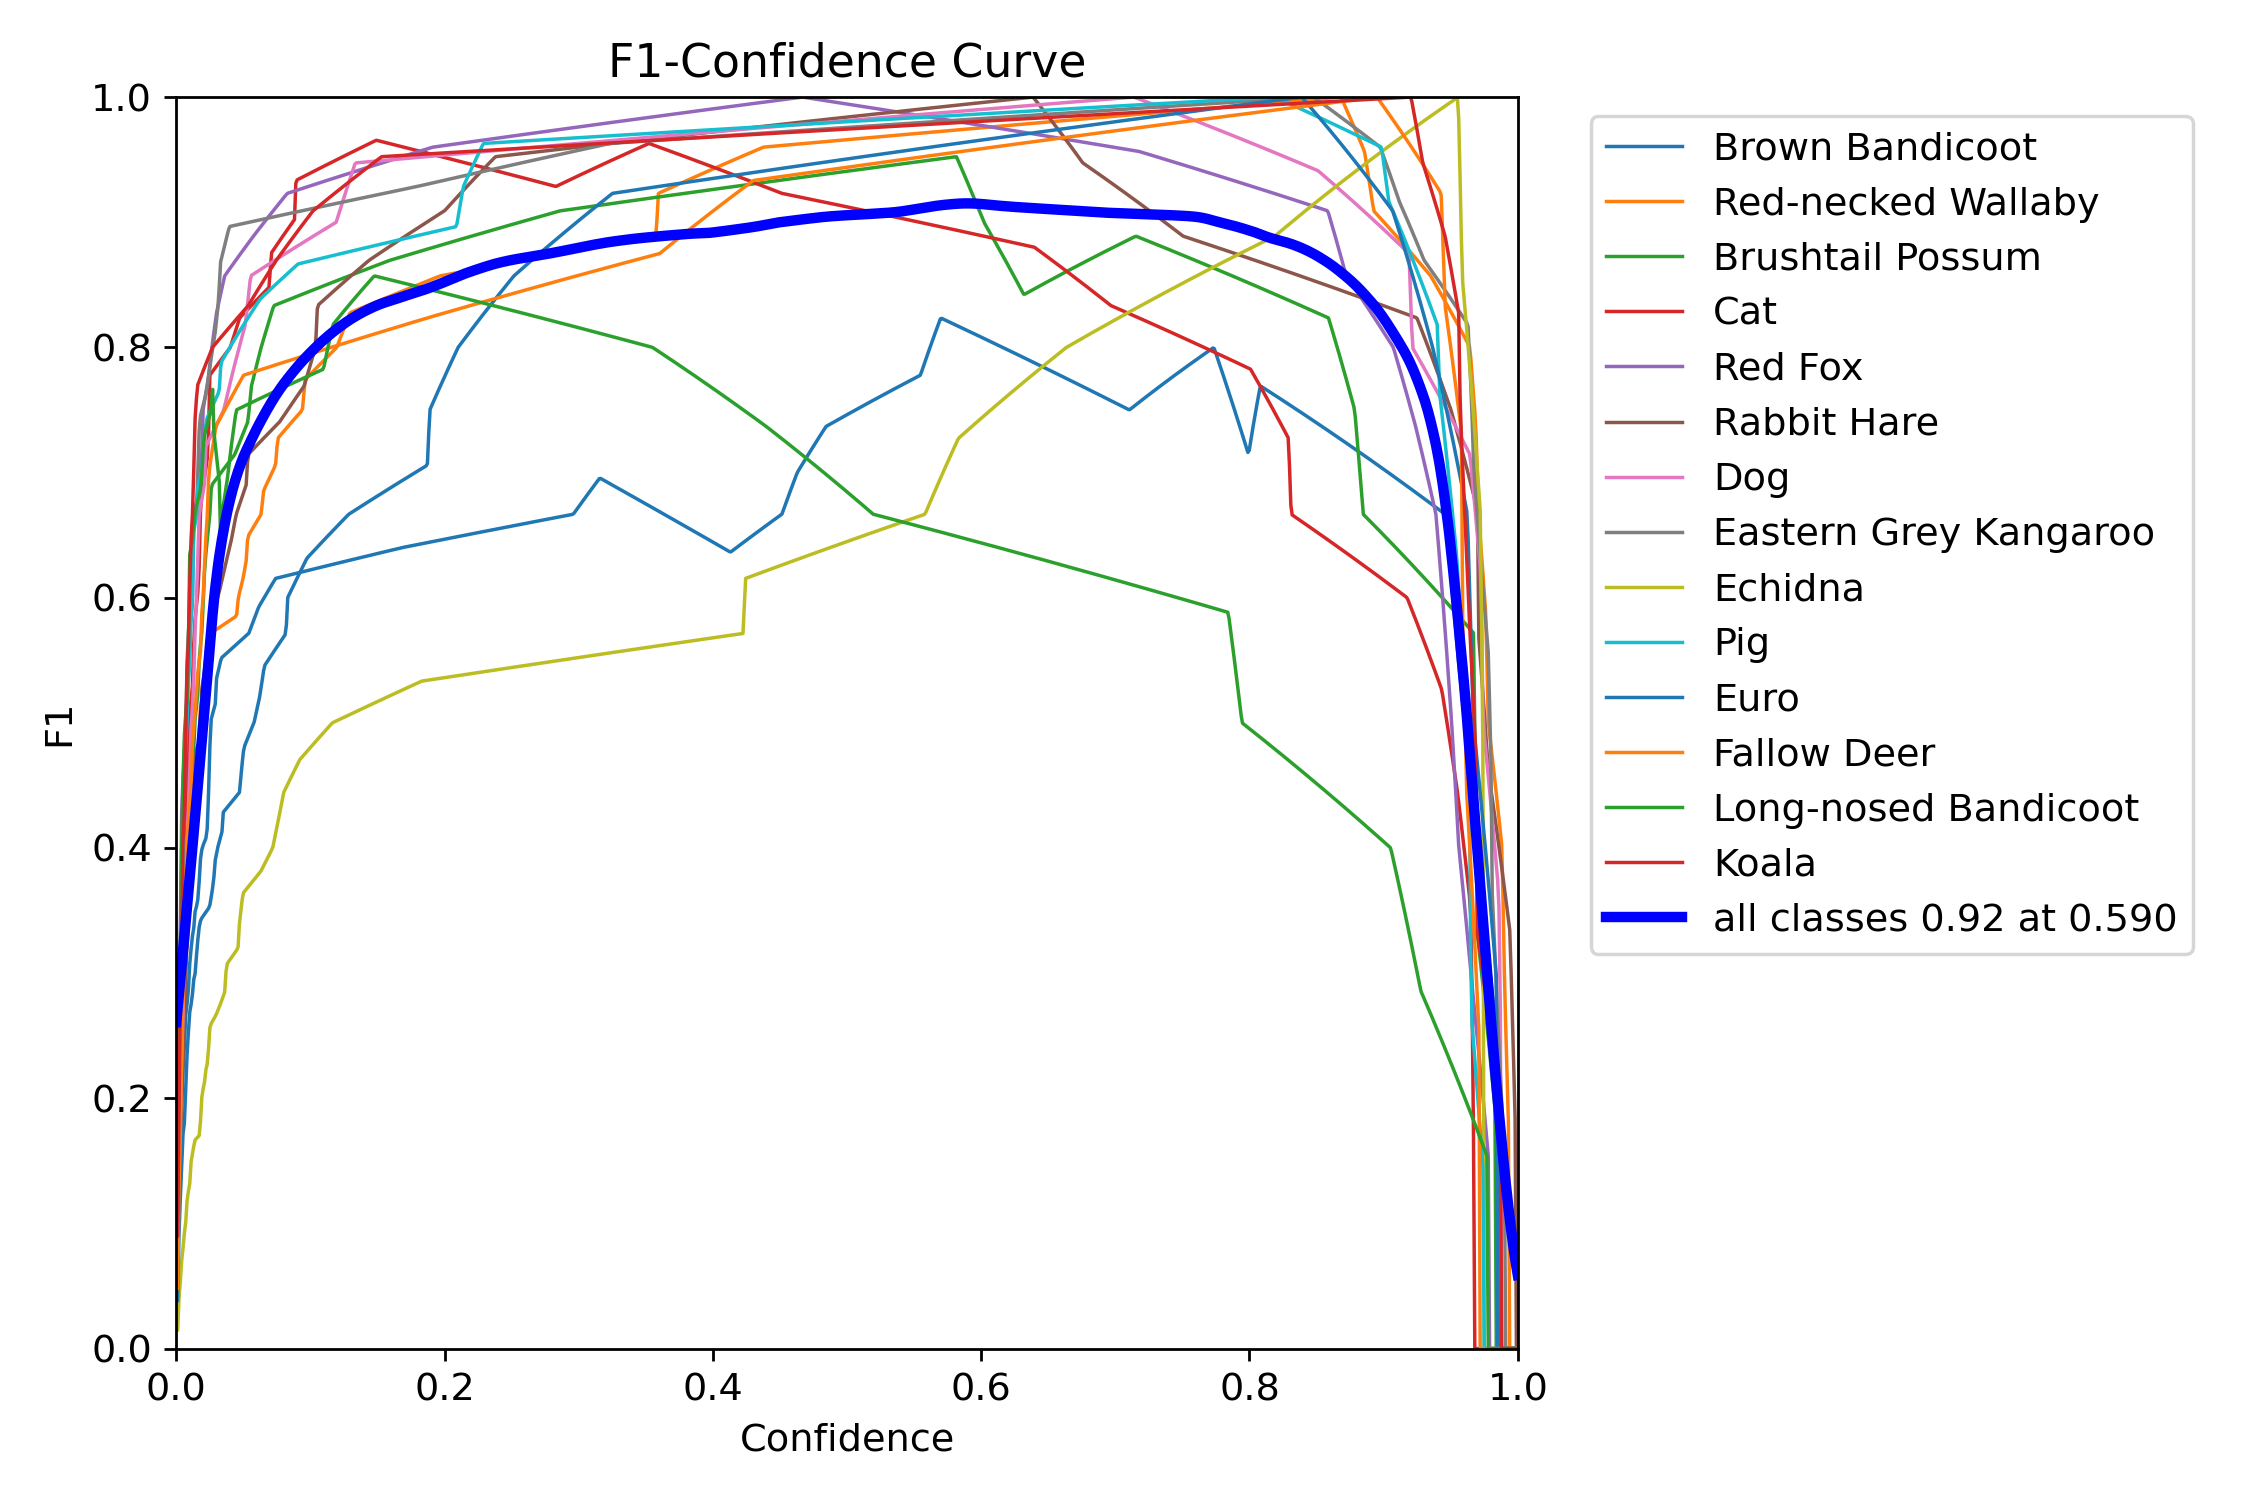 F1-Confidence Curve
1.0
0.8
0.6
0.4
0.2
0.0
F1
0.0 0.2 0.4 0.6 0.8 1.0
Confidence
Brown Bandicoot
Red-necked Wallaby
Brushtail Possum
Cat
Red Fox
Rabbit Hare
Dog
Eastern Grey Kangaroo
Echidna
Pig
Euro
Fallow Deer
Long-nosed Bandicoot
Koala
all classes 0.92 at 0.590